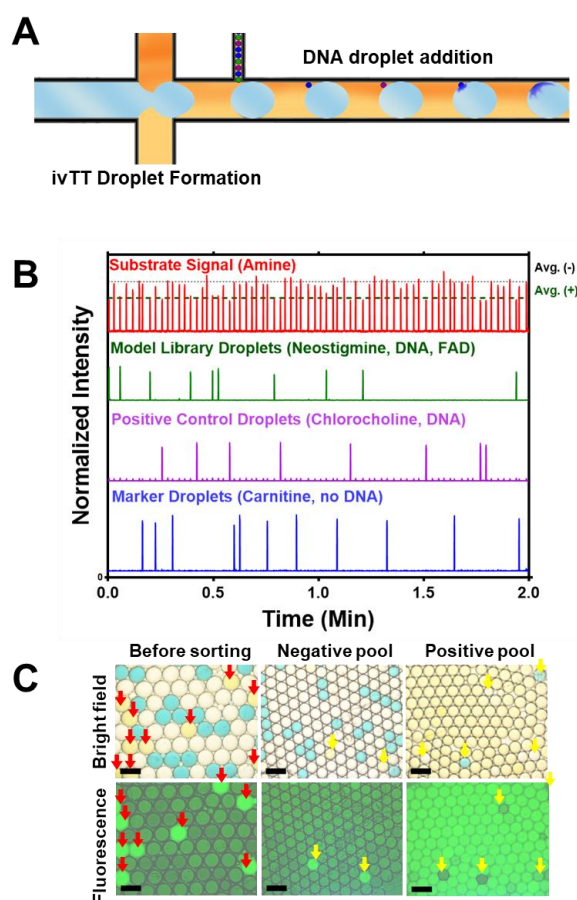 A
DNA droplet addition
ivTT Droplet Formation
B
Substrate Signal (Amine)
Avg. (-)
Avg. (+)
Model Library Droplets (Neostigmine, DNA, FAD)
Positive Control Droplets (Chlorocholine, DNA)
Marker Droplets (Carnitine, no DNA)
Normalized Intensity
0
0.0 0.5 1.0 1.5 2.0
Time (Min)
C
Before sorting Negative pool Positive pool
Bright field
Fluorescence